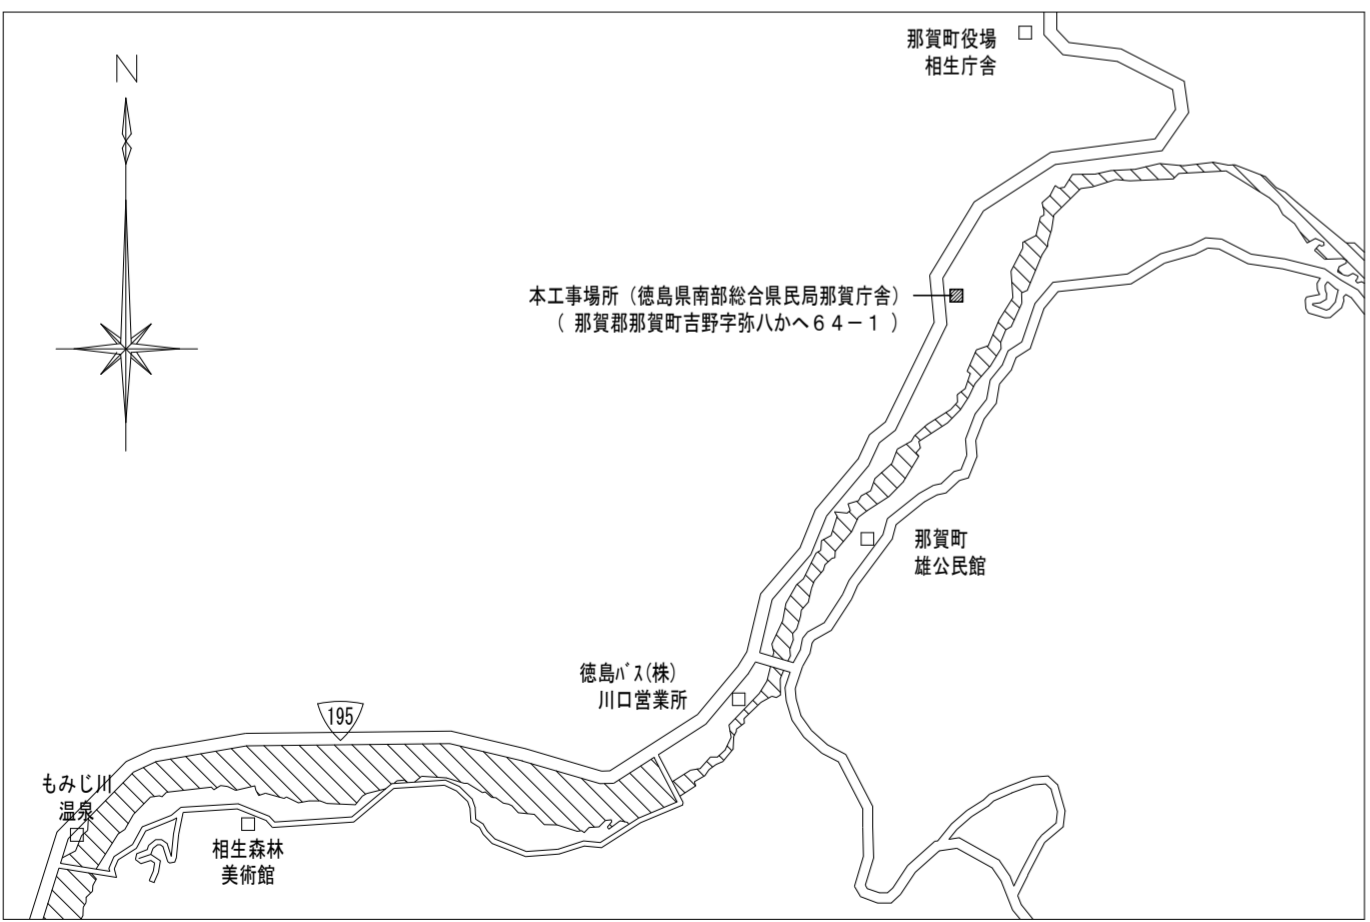 那賀町役場
相生庁舎
N
本工事場所（徳島県南部総合県民局那賀庁舎）
（ 那賀郡那賀町吉野字弥八かへ６４－１ ）
那賀町
雄公民館
徳島ﾊﾞｽ(株)
川口営業所
195
もみじ川
温泉
相生森林
美術館